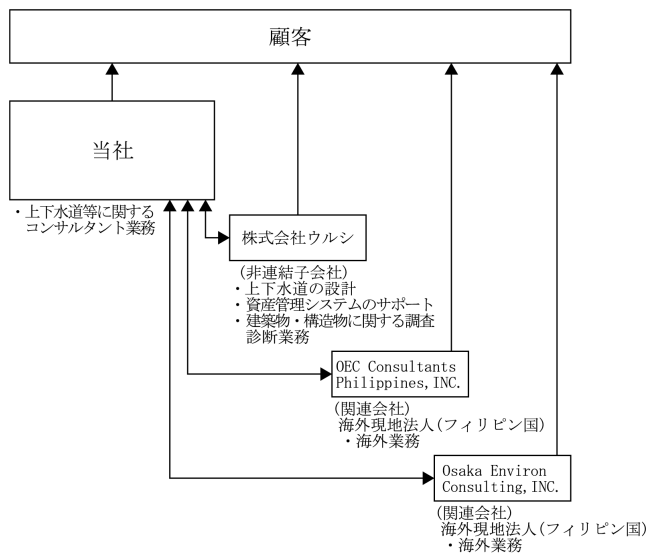 顧客
当社
・上下水道等に関する
コンサルタント業務
株式会社ウルシ
(非連結子会社)
・上下水道の設計
・資産管理システムのサポート
・建築物・構造物に関する調査
診断業務
OEC Consultants
Philippines,INC.
(関連会社)
海外現地法人(フィリピン国)
・海外業務
Osaka Environ
Consulting,INC.
(関連会社)
海外現地法人(フィリピン国)
・海外業務